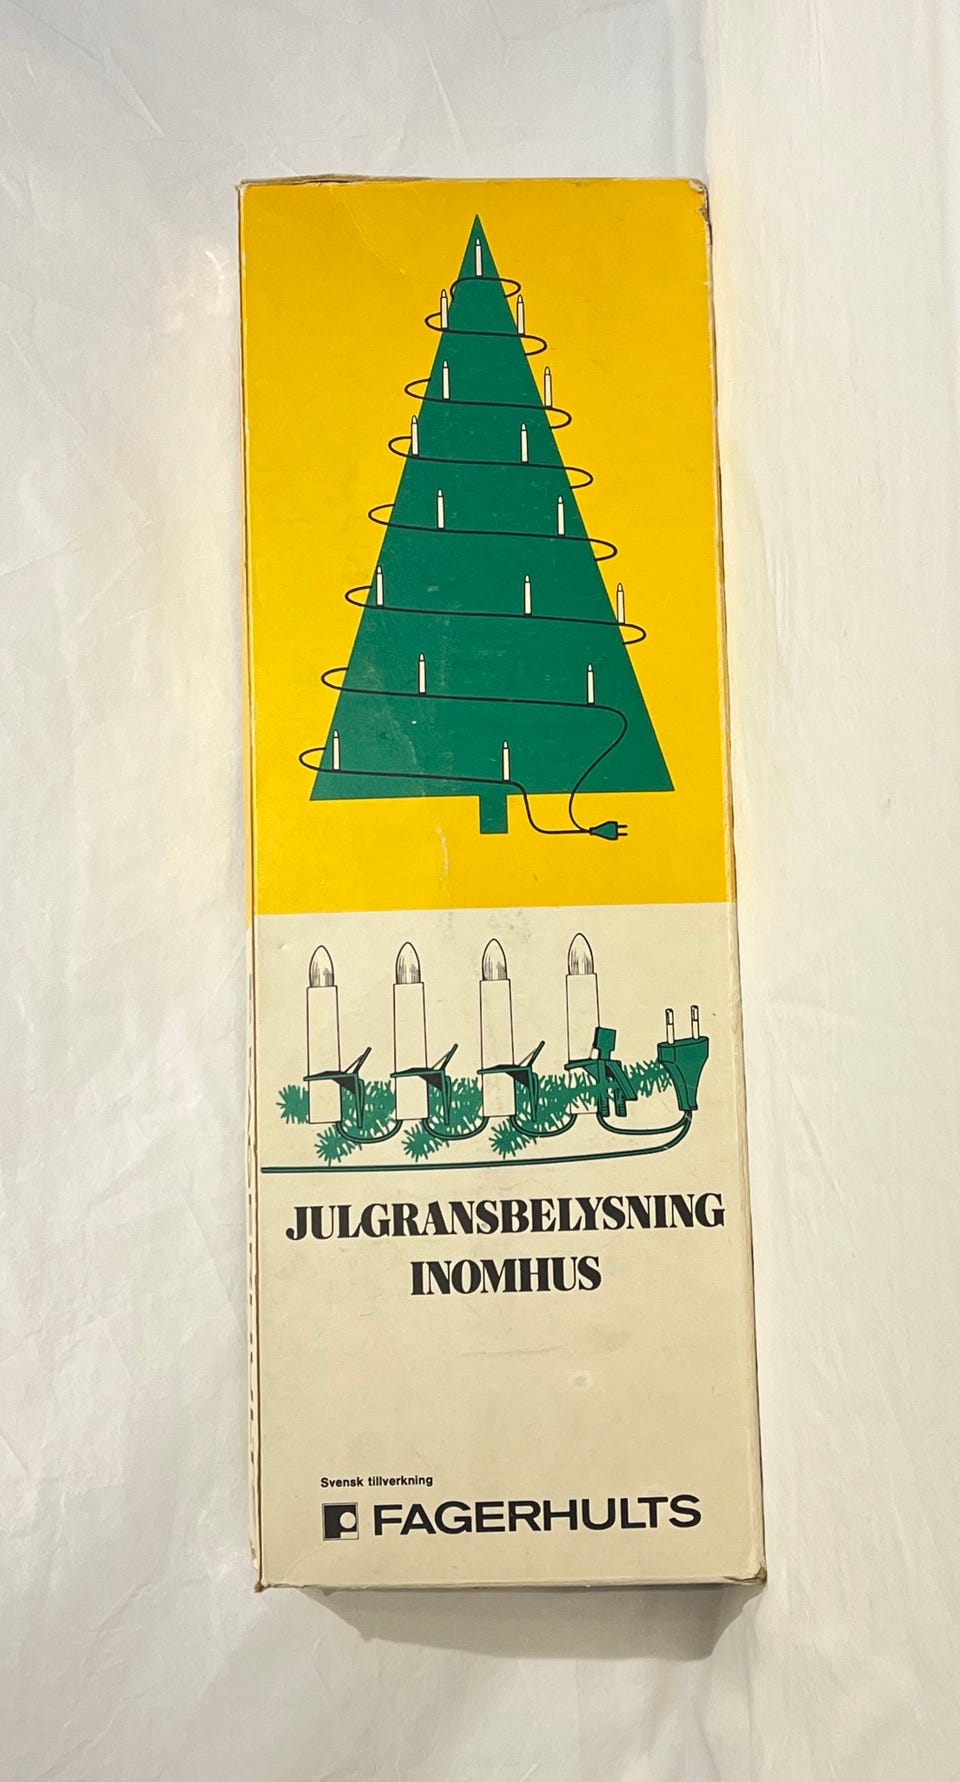 JULGRANSBELYSNING
INOMHUS
Svensk tillverkning
FAGERHULTS